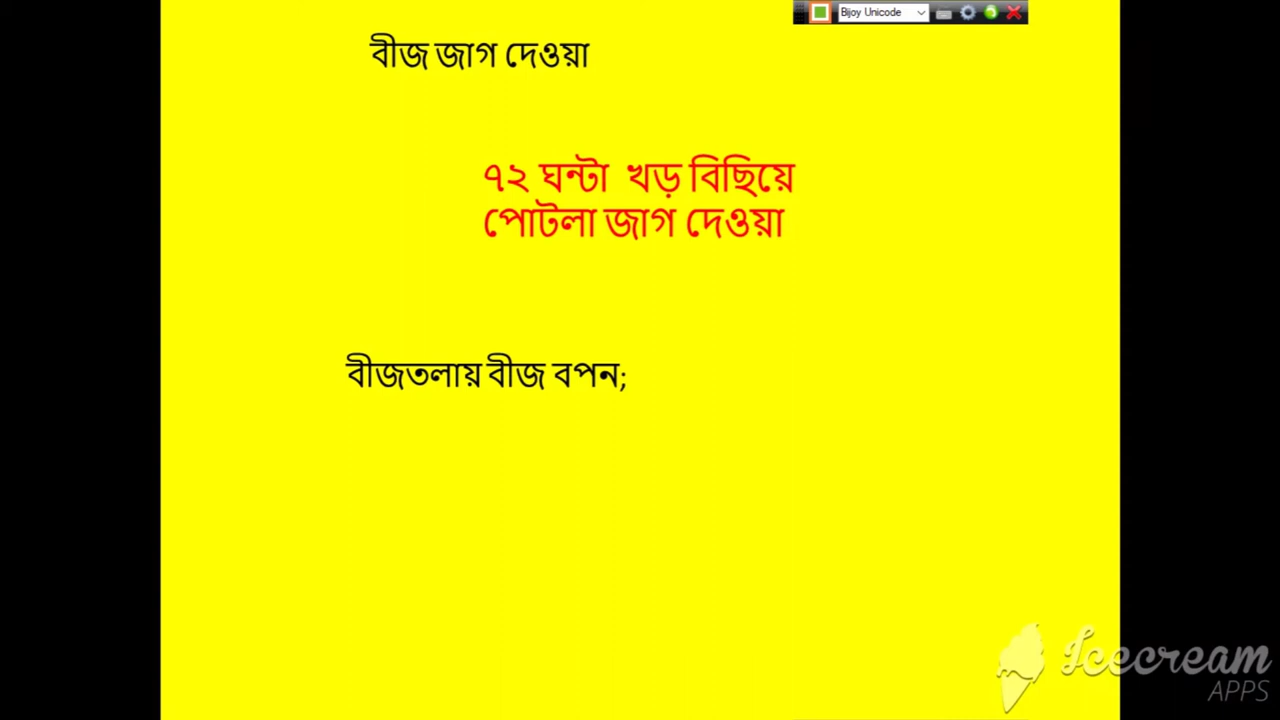 Bijoy Unicode
বীজ জাগ দেওয়া
৭২ ঘন্টা  খড় বিছিয়ে
পোটলা জাগ দেওয়া
বীজতলায় বীজ বপন;
Icecream
APPS